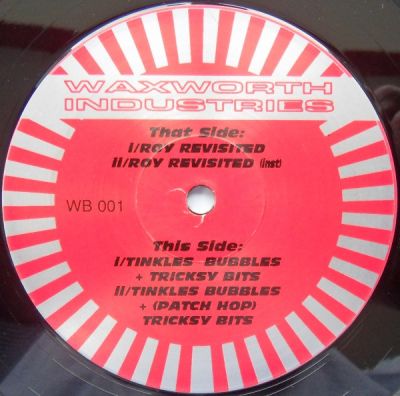 WAXWORTH
INDUSTRIES
That Side:
i/ROY REVISITED
ii/ROY REVISITED (inst)
WB 001
This Side:
i/TINKLES BUBBLES
+ TRICKSY BITS
ii/TINKLES BUBBLES
+ (PATCH HOP)
TRICKSY BITS